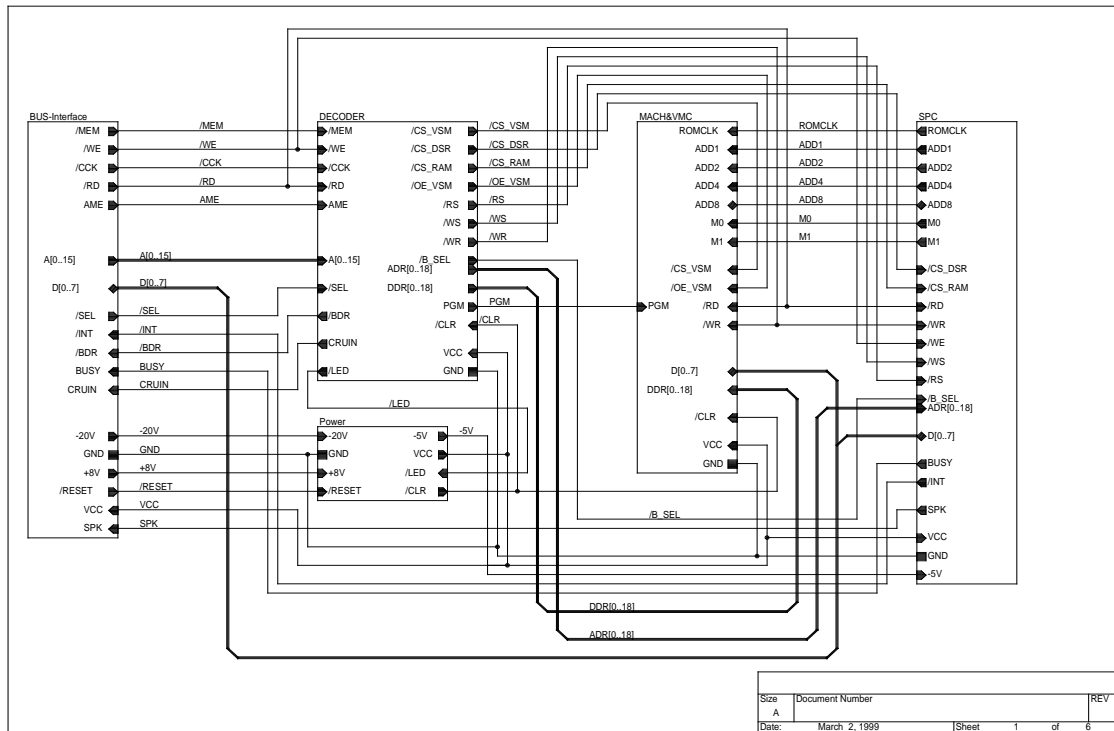 BUS-Interface
/MEM
/WE
/CCK
/RD
AME
A[0..15]
D[0..7]
/SEL
/INT
/BDR
BUSY
CRUIN
-20V
GND
+8V
/RESET
VCC
SPK
/MEM
/WE
/CCK
/RD
AME
A[0..15]
D[0..7]
/SEL
/INT
/BDR
BUSY
CRUIN
-20V
GND
+8V
/RESET
VCC
SPK
DECODER
/MEM
/WE
/CCK
/RD
AME
A[0..15]
/SEL
/BDR
CRUIN
/LED
/CS_VSM
/CS_DSR
/CS_RAM
/OE_VSM
/RS
/WS
/WR
/B_SEL
ADR[0..18]
DDR[0..18]
PGM
/CLR
VCC
GND
/CS_VSM
/CS_DSR
/CS_RAM
/OE_VSM
/RS
/WS
/WR
PGM
/CLR
/LED
Power
-20V
GND
+8V
/RESET
-5V
VCC
/LED
/CLR
-5V
MACH&VMC
ROMCLK
ADD1
ADD2
ADD4
ADD8
M0
M1
/CS_VSM
/OE_VSM
/RD
/WR
PGM
D[0..7]
DDR[0..18]
/CLR
VCC
GND
ROMCLK
ADD1
ADD2
ADD4
ADD8
M0
M1
SPC
ROMCLK
ADD1
ADD2
ADD4
ADD8
M0
M1
/CS_DSR
/CS_RAM
/RD
/WR
/WE
/WS
/RS
/B_SEL
ADR[0..18]
D[0..7]
BUSY
/INT
SPK
VCC
GND
-5V
/B_SEL
DDR[0..18]
ADR[0..18]
Size Document Number REV
A
Date: March 2, 1999 Sheet 1 of 6